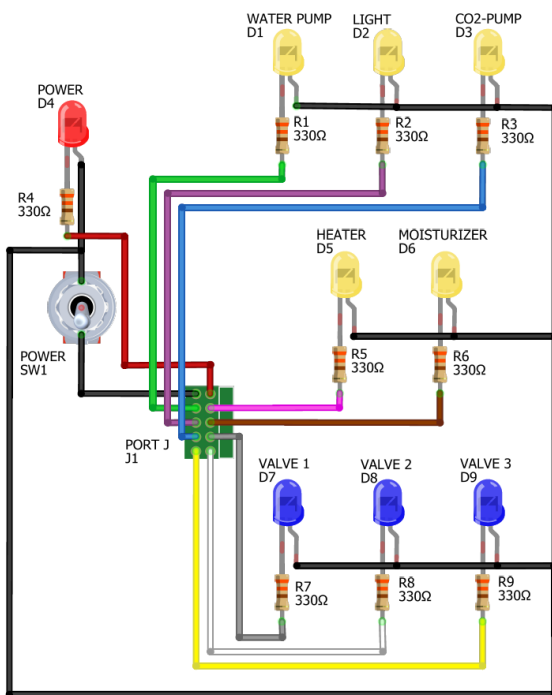 WATER PUMP
D1
LIGHT
D2
CO2-PUMP
D3
POWER
D4
R1
330Ω
R2
330Ω
R3
330Ω
R4
330Ω
HEATER
D5
MOISTURIZER
D6
POWER
SW1
R5
330Ω
R6
330Ω
PORT J
J1
VALVE 1
D7
VALVE 2
D8
VALVE 3
D9
R7
330Ω
R8
330Ω
R9
330Ω